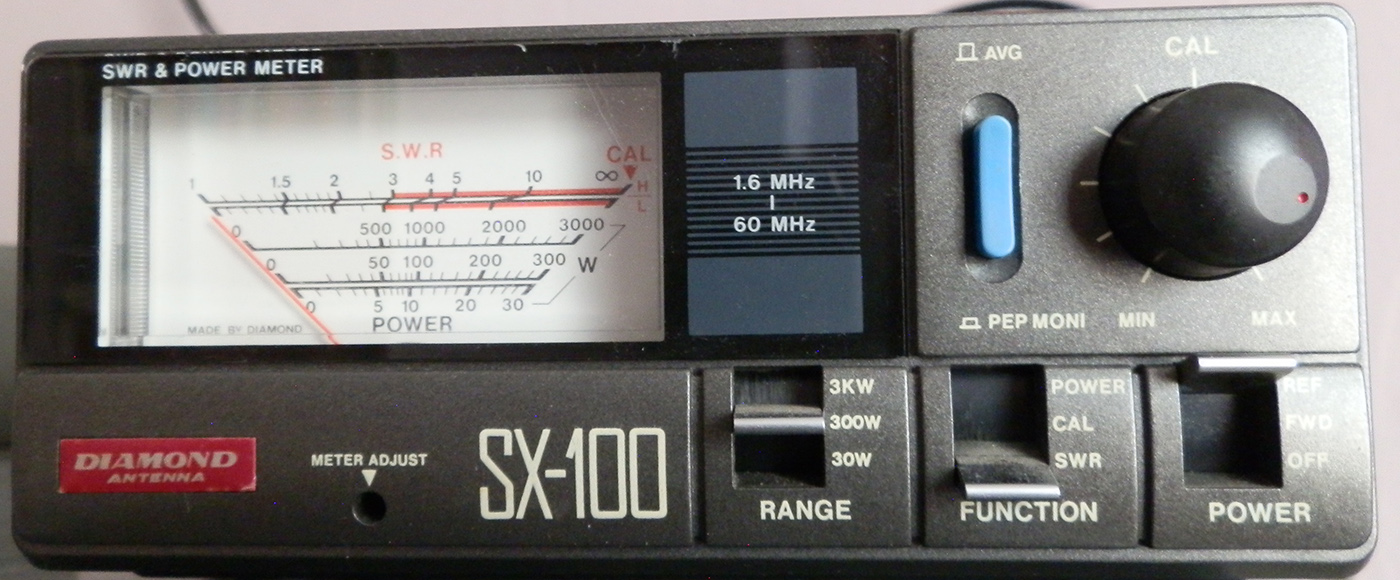 SWR & POWER METER
S.W.R
CAL
1 1.5 2 3 4 5 10 ∞ H
L
0 500 1000 2000 3000
0 50 100 200 300 W
0 5 10 20 30
MADE BY DIAMOND POWER
1.6 MHz
60 MHz
AVG
CAL
PEP MONI
MIN MAX
DIAMOND
ANTENNA
METER ADJUST
SX-100
3KW
300W
30W
RANGE
POWER
CAL
SWR
FUNCTION
REF
FWD
OFF
POWER